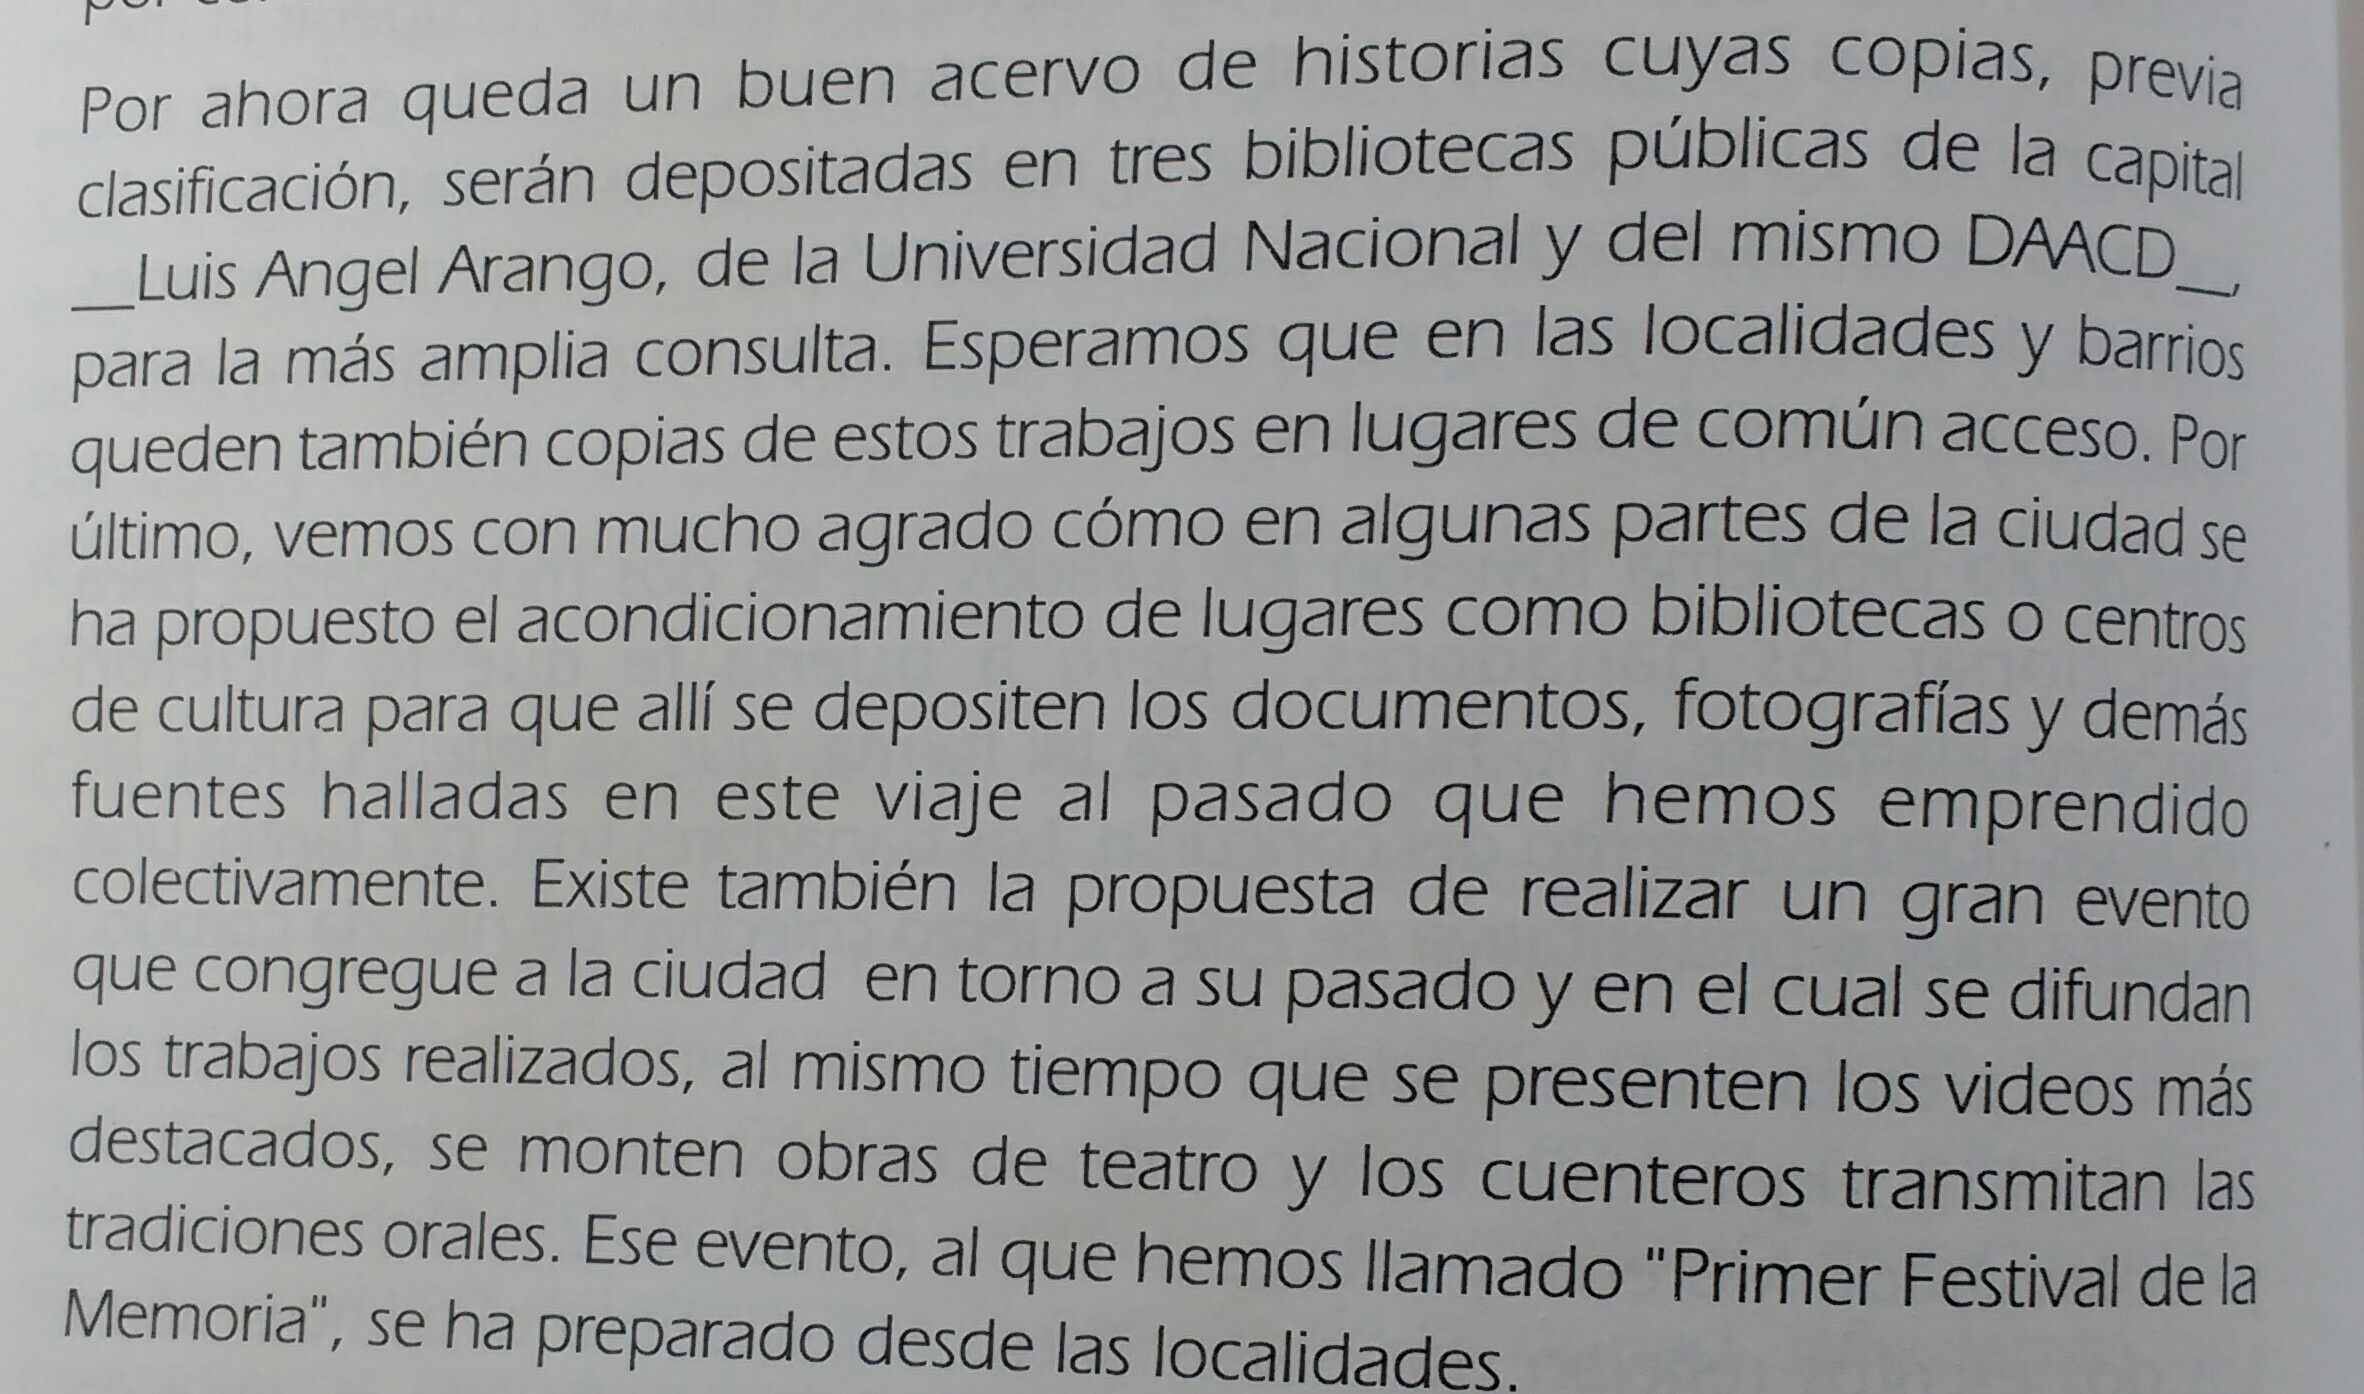 Por ahora queda un buen acervo de historias cuyas copias, previa
clasificación, serán depositadas en tres bibliotecas públicas de la capital
__Luis Angel Arango, de la Universidad Nacional y del mismo DAACD__,
para la más amplia consulta. Esperamos que en las localidades y barrios
queden también copias de estos trabajos en lugares de común acceso. Por
último, vemos con mucho agrado cómo en algunas partes de la ciudad se
ha propuesto el acondicionamiento de lugares como bibliotecas o centros
de cultura para que allí se depositen los documentos, fotografías y demás
fuentes halladas en este viaje al pasado que hemos emprendido
colectivamente. Existe también la propuesta de realizar un gran evento
que congregue a la ciudad en torno a su pasado y en el cual se difundan
los trabajos realizados, al mismo tiempo que se presenten los videos más
destacados, se monten obras de teatro y los cuenteros transmitan las
tradiciones orales. Ese evento, al que hemos llamado "Primer Festival de la
Memoria", se ha preparado desde las localidades.